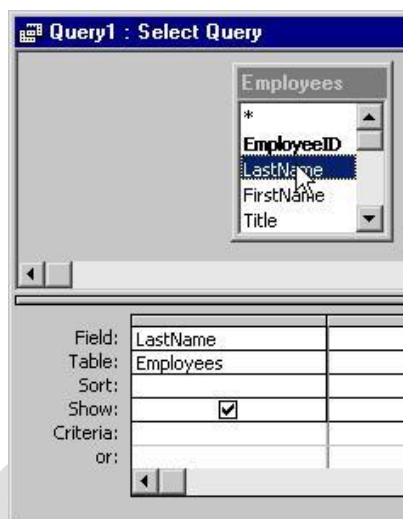 Query1 : Select Query
Employees
*
EmployeeID
LastName
FirstName
Title
Field: LastName
Table: Employees
Sort:
Show:
Criteria:
or: